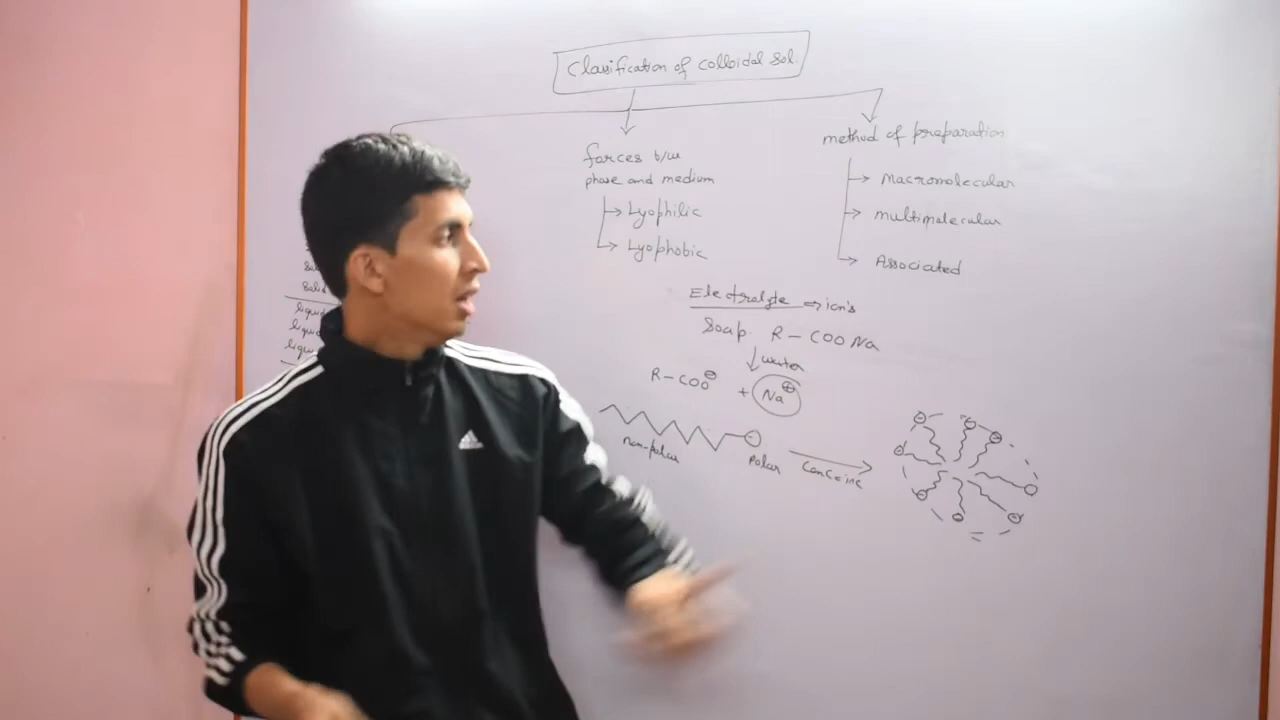 Classification of colloidal sol.
forces b/w
phase and medium
Lyophilic
Lyophobic
method of preparation
Macromolecular
multimolecular
Associated
liquid
Electrolyte → ion's
Soap R – COONa
water
R – COO⊖ + Na⊕
non-polar
polar
Conc = inc